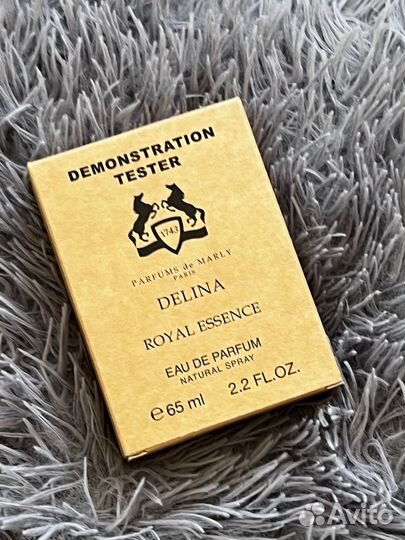 DEMONSTRATION
TESTER
1743
PARFUMS de MARLY
PARIS
DELINA
ROYAL ESSENCE
EAU DE PARFUM
NATURAL SPRAY
℮ 65 ml 2.2 FL.OZ.
Avito